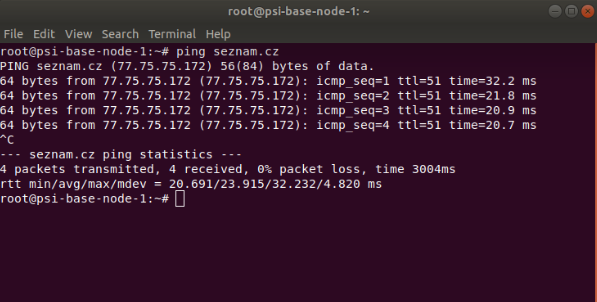 root@psi-base-node-1: ~
File Edit View Search Terminal Help
root@psi-base-node-1:~# ping seznam.cz
PING seznam.cz (77.75.75.172) 56(84) bytes of data.
64 bytes from 77.75.75.172 (77.75.75.172): icmp_seq=1 ttl=51 time=32.2 ms
64 bytes from 77.75.75.172 (77.75.75.172): icmp_seq=2 ttl=51 time=21.8 ms
64 bytes from 77.75.75.172 (77.75.75.172): icmp_seq=3 ttl=51 time=20.9 ms
64 bytes from 77.75.75.172 (77.75.75.172): icmp_seq=4 ttl=51 time=20.7 ms
^C
--- seznam.cz ping statistics ---
4 packets transmitted, 4 received, 0% packet loss, time 3004ms
rtt min/avg/max/mdev = 20.691/23.915/32.232/4.820 ms
root@psi-base-node-1:~#